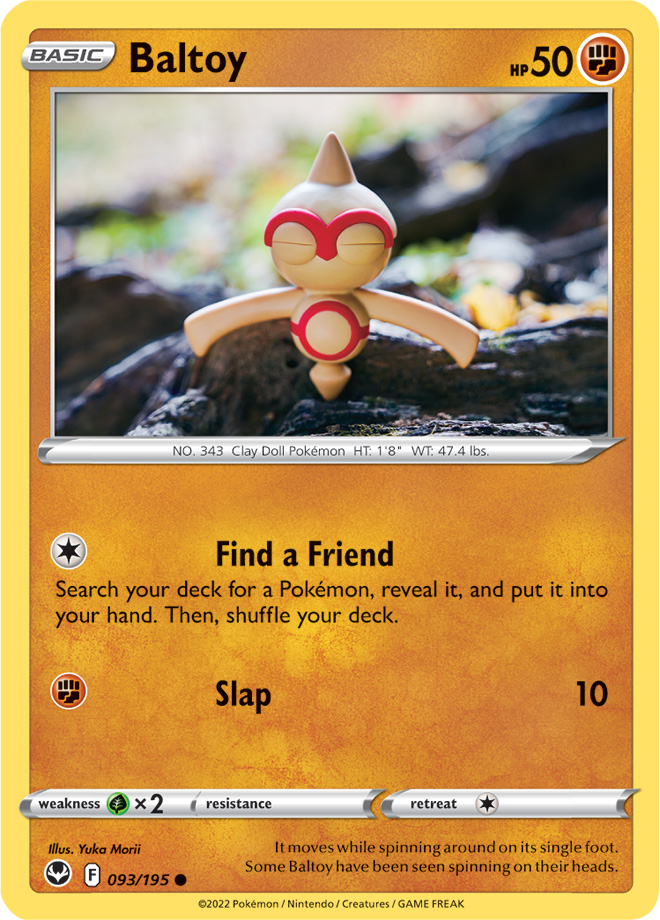 BASIC Baltoy HP 50
NO. 343 Clay Doll Pokémon HT: 1'8" WT: 47.4 lbs.
Find a Friend
Search your deck for a Pokémon, reveal it, and put it into
your hand. Then, shuffle your deck.
Slap 10
weakness ×2 resistance retreat
Illus. Yuka Morii
F 093/195
It moves while spinning around on its single foot.
Some Baltoy have been seen spinning on their heads.
©2022 Pokémon / Nintendo / Creatures / GAME FREAK